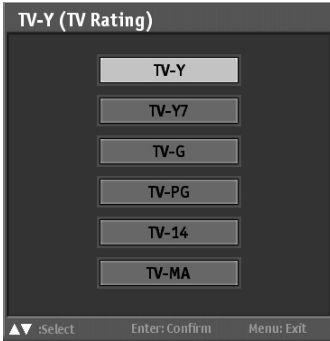 TV-Y (TV Rating)
TV-Y
TV-Y7
TV-G
TV-PG
TV-14
TV-MA
▲▼ :Select Enter: Confirm Menu: Exit